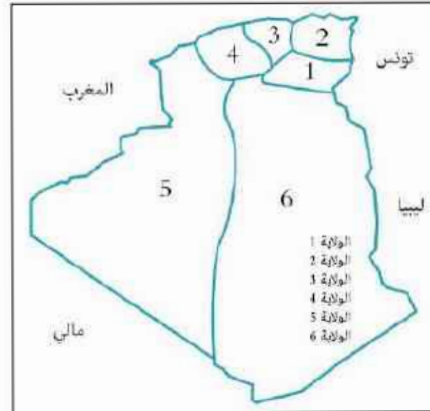 3
2
4
1
تونس
المغرب
5
6
ليبيا
الولاية 1
الولاية 2
الولاية 3
الولاية 4
الولاية 5
الولاية 6
مالي